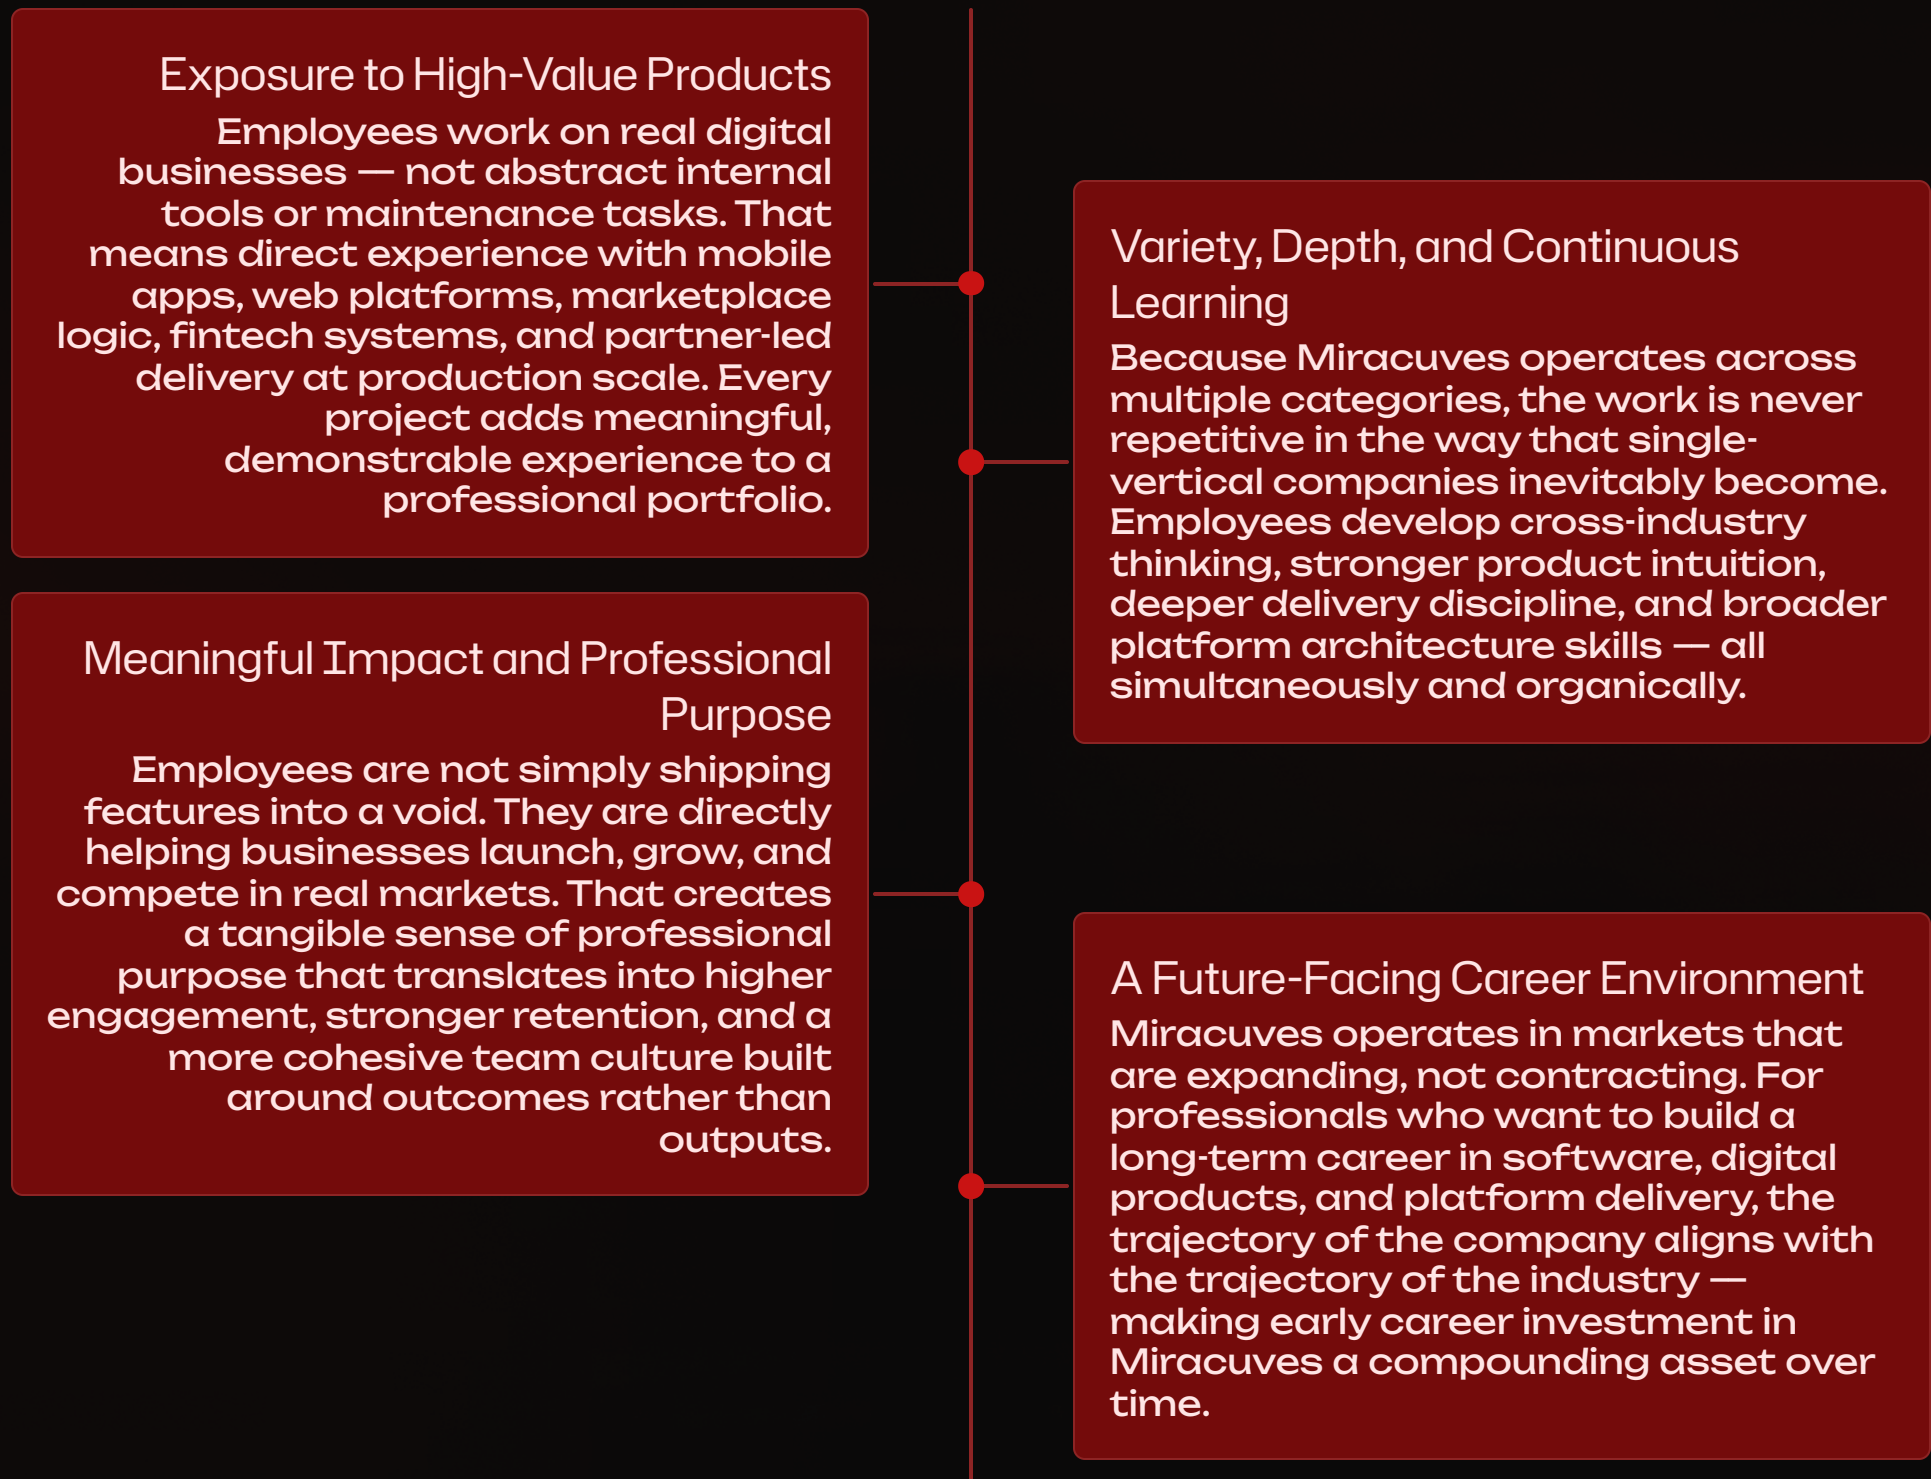 Exposure to High-Value Products
Employees work on real digital
businesses — not abstract internal
tools or maintenance tasks. That
means direct experience with mobile
apps, web platforms, marketplace
logic, fintech systems, and partner-led
delivery at production scale. Every
project adds meaningful,
demonstrable experience to a
professional portfolio.
Variety, Depth, and Continuous
Learning
Because Miracuves operates across
multiple categories, the work is never
repetitive in the way that single-
vertical companies inevitably become.
Employees develop cross-industry
thinking, stronger product intuition,
deeper delivery discipline, and broader
platform architecture skills — all
simultaneously and organically.
Meaningful Impact and Professional
Purpose
Employees are not simply shipping
features into a void. They are directly
helping businesses launch, grow, and
compete in real markets. That creates
a tangible sense of professional
purpose that translates into higher
engagement, stronger retention, and a
more cohesive team culture built
around outcomes rather than
outputs.
A Future-Facing Career Environment
Miracuves operates in markets that
are expanding, not contracting. For
professionals who want to build a
long-term career in software, digital
products, and platform delivery, the
trajectory of the company aligns with
the trajectory of the industry —
making early career investment in
Miracuves a compounding asset over
time.